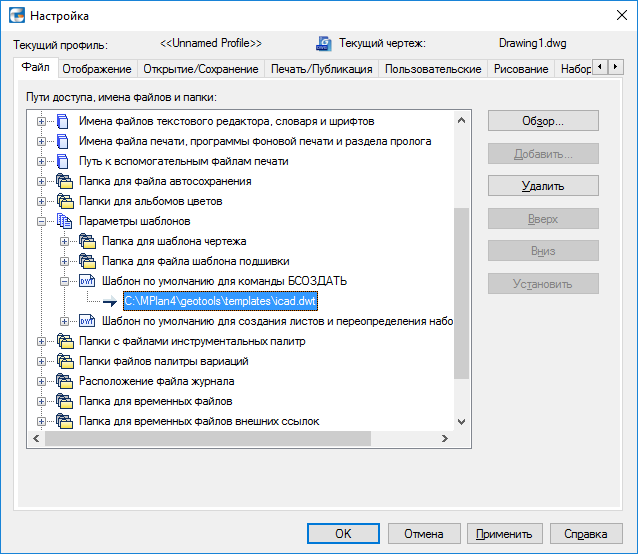 Настройка
Текущий профиль: <<Unnamed Profile>> Текущий чертеж: Drawing1.dwg
Файл Отображение Открытие/Сохранение Печать/Публикация Пользовательские Рисование Набор
Пути доступа, имена файлов и папки:
Имена файлов текстового редактора, словаря и шрифтов
Имена файла печати, программы фоновой печати и раздела пролога
Путь к вспомогательным файлам печати
Папка для файла автосохранения
Папки для альбомов цветов
Параметры шаблонов
Папка для шаблона чертежа
Папка для файла шаблона подшивки
Шаблон по умолчанию для команды БСОЗДАТЬ
C:\MPlan4\geotools\templates\icad.dwt
Шаблон по умолчанию для создания листов и переопределения набо
Папки с файлами инструментальных палитр
Папки файлов палитры вариаций
Расположение файла журнала
Папка для временных файлов
Папка для временных файлов внешних ссылок
Обзор...
Добавить...
Удалить
Вверх
Вниз
Установить
OK Отмена Применить Справка